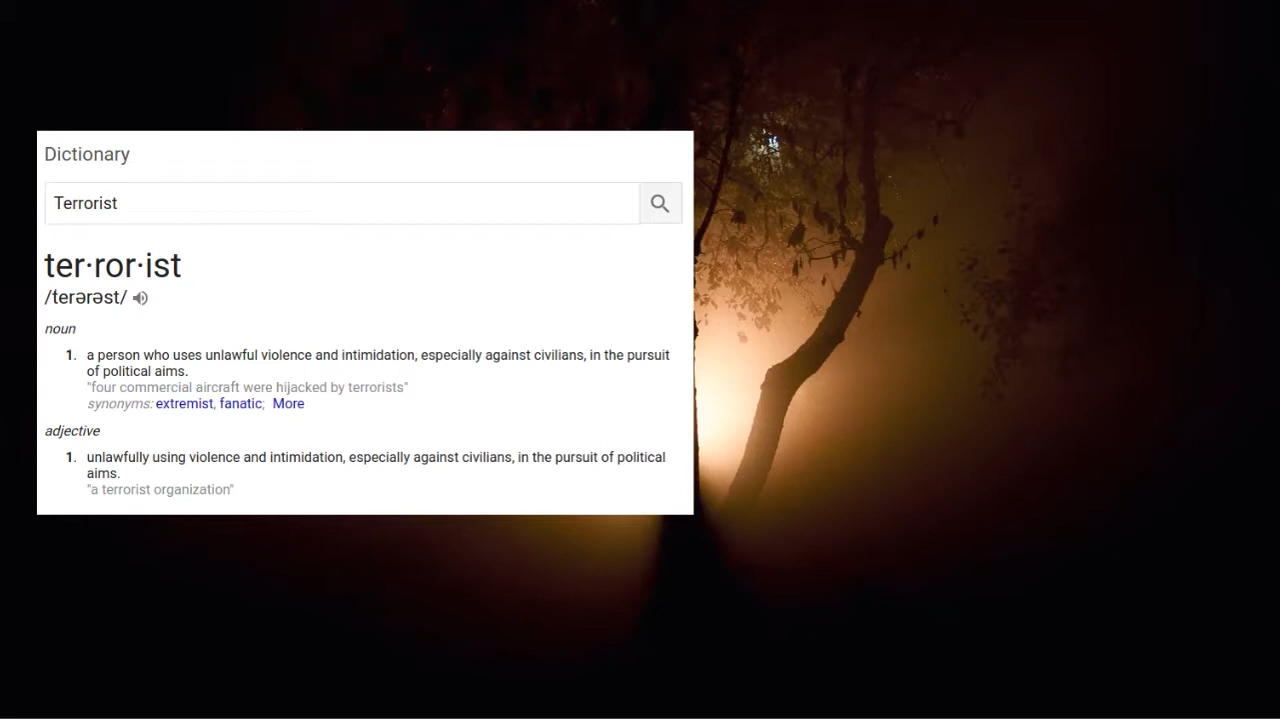 Dictionary
Terrorist
ter·ror·ist
/terərəst/
noun
1. a person who uses unlawful violence and intimidation, especially against civilians, in the pursuit
of political aims.
"four commercial aircraft were hijacked by terrorists"
synonyms: extremist, fanatic; More
adjective
1. unlawfully using violence and intimidation, especially against civilians, in the pursuit of political
aims.
"a terrorist organization"